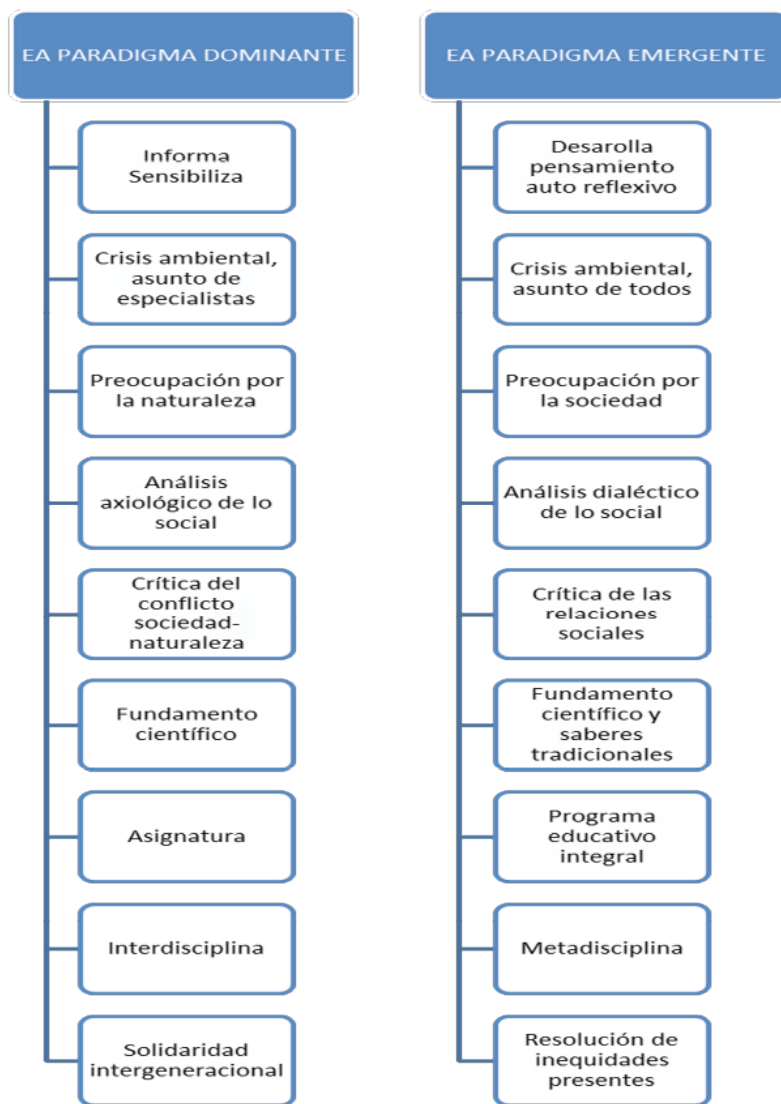 EA PARADIGMA DOMINANTE
Informa
Sensibiliza
Crisis ambiental,
asunto de
especialistas
Preocupación por
la naturaleza
Análisis
axiológico de lo
social
Crítica del
conflicto
sociedad-
naturaleza
Fundamento
científico
Asignatura
Interdisciplina
Solidaridad
intergeneracional
EA PARADIGMA EMERGENTE
Desarolla
pensamiento
auto reflexivo
Crisis ambiental,
asunto de todos
Preocupación por
la sociedad
Análisis dialéctico
de lo social
Crítica de las
relaciones
sociales
Fundamento
científico y
saberes
tradicionales
Programa
educativo
integral
Metadisciplina
Resolución de
inequidades
presentes